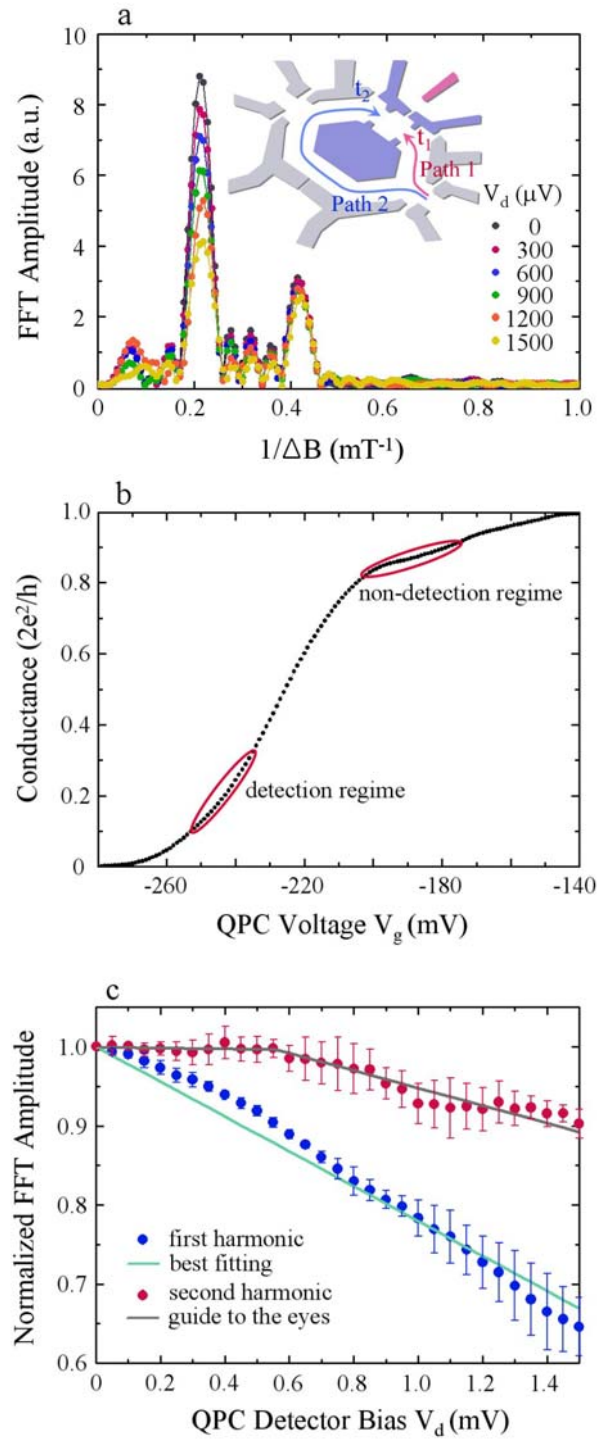 a
FFT Amplitude (a.u.)
10
8
6
4
2
0
t2
t1
Path 1
Path 2
Vd (μV)
0
300
600
900
1200
1500
0 0.2 0.4 0.6 0.8 1.0
1/ΔB (mT-1)
b
Conductance (2e2/h)
1.0
0.8
0.6
0.4
0.2
0
non-detection regime
detection regime
-260 -220 -180 -140
QPC Voltage Vg (mV)
c
Normalized FFT Amplitude
1.0
0.9
0.8
0.7
0.6
first harmonic
best fitting
second harmonic
guide to the eyes
0 0.2 0.4 0.6 0.8 1.0 1.2 1.4
QPC Detector Bias Vd (mV)